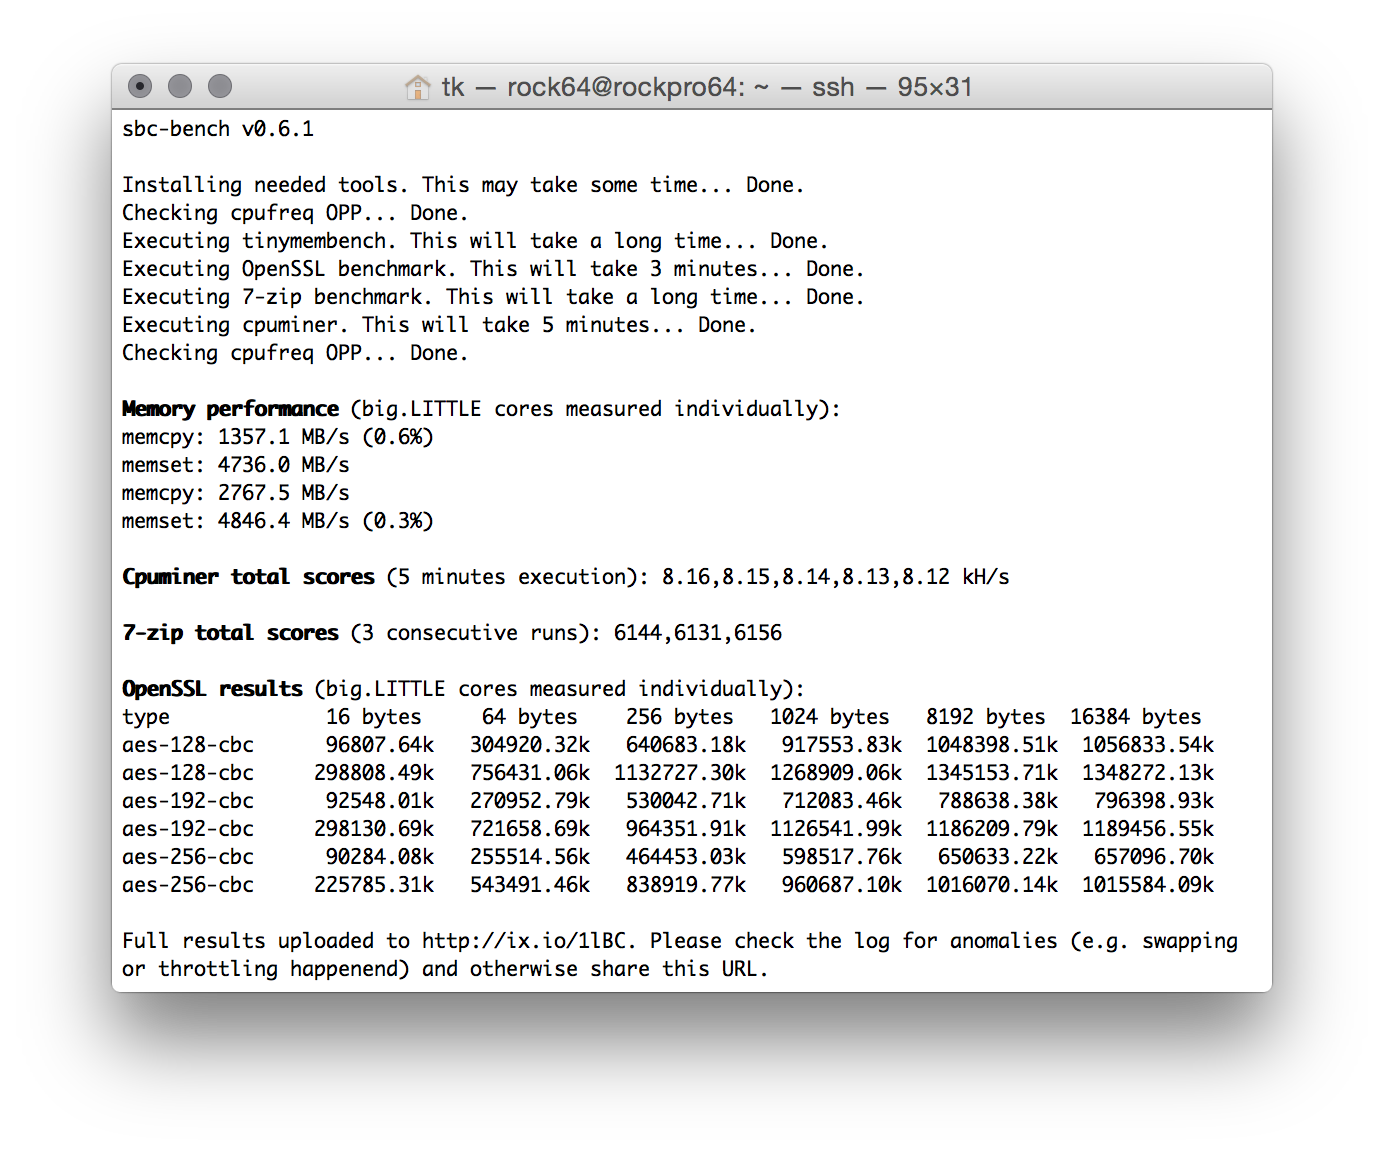 tk — rock64@rockpro64: ~ — ssh — 95×31
sbc-bench v0.6.1
Installing needed tools. This may take some time... Done.
Checking cpufreq OPP... Done.
Executing tinymembench. This will take a long time... Done.
Executing OpenSSL benchmark. This will take 3 minutes... Done.
Executing 7-zip benchmark. This will take a long time... Done.
Executing cpuminer. This will take 5 minutes... Done.
Checking cpufreq OPP... Done.
Memory performance (big.LITTLE cores measured individually):
memcpy: 1357.1 MB/s (0.6%)
memset: 4736.0 MB/s
memcpy: 2767.5 MB/s
memset: 4846.4 MB/s (0.3%)
Cpuminer total scores (5 minutes execution): 8.16,8.15,8.14,8.13,8.12 kH/s
7-zip total scores (3 consecutive runs): 6144,6131,6156
OpenSSL results (big.LITTLE cores measured individually):
type 16 bytes 64 bytes 256 bytes 1024 bytes 8192 bytes 16384 bytes
aes-128-cbc 96807.64k 304920.32k 640683.18k 917553.83k 1048398.51k 1056833.54k
aes-128-cbc 298808.49k 756431.06k 1132727.30k 1268909.06k 1345153.71k 1348272.13k
aes-192-cbc 92548.01k 270952.79k 530042.71k 712083.46k 788638.38k 796398.93k
aes-192-cbc 298130.69k 721658.69k 964351.91k 1126541.99k 1186209.79k 1189456.55k
aes-256-cbc 90284.08k 255514.56k 464453.03k 598517.76k 650633.22k 657096.70k
aes-256-cbc 225785.31k 543491.46k 838919.77k 960687.10k 1016070.14k 1015584.09k
Full results uploaded to http://ix.io/1lBC. Please check the log for anomalies (e.g. swapping
or throttling happenend) and otherwise share this URL.